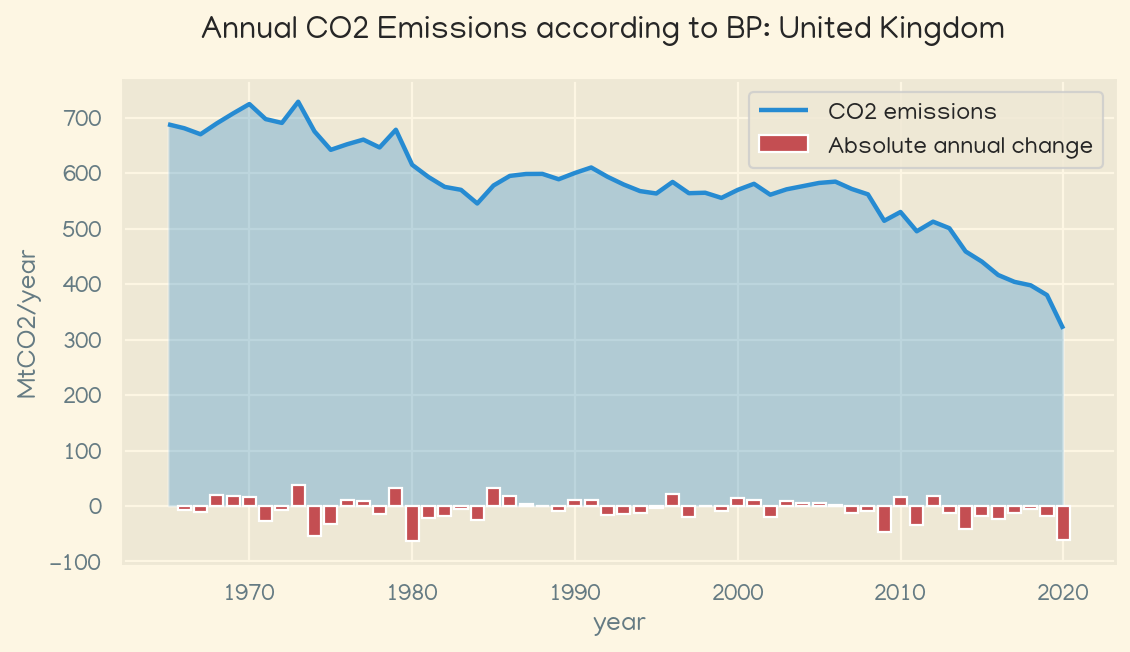 Annual CO2 Emissions according to BP: United Kingdom
CO2 emissions
Absolute annual change
MtCO2/year
700
600
500
400
300
200
100
0
−100
1970 1980 1990 2000 2010 2020
year